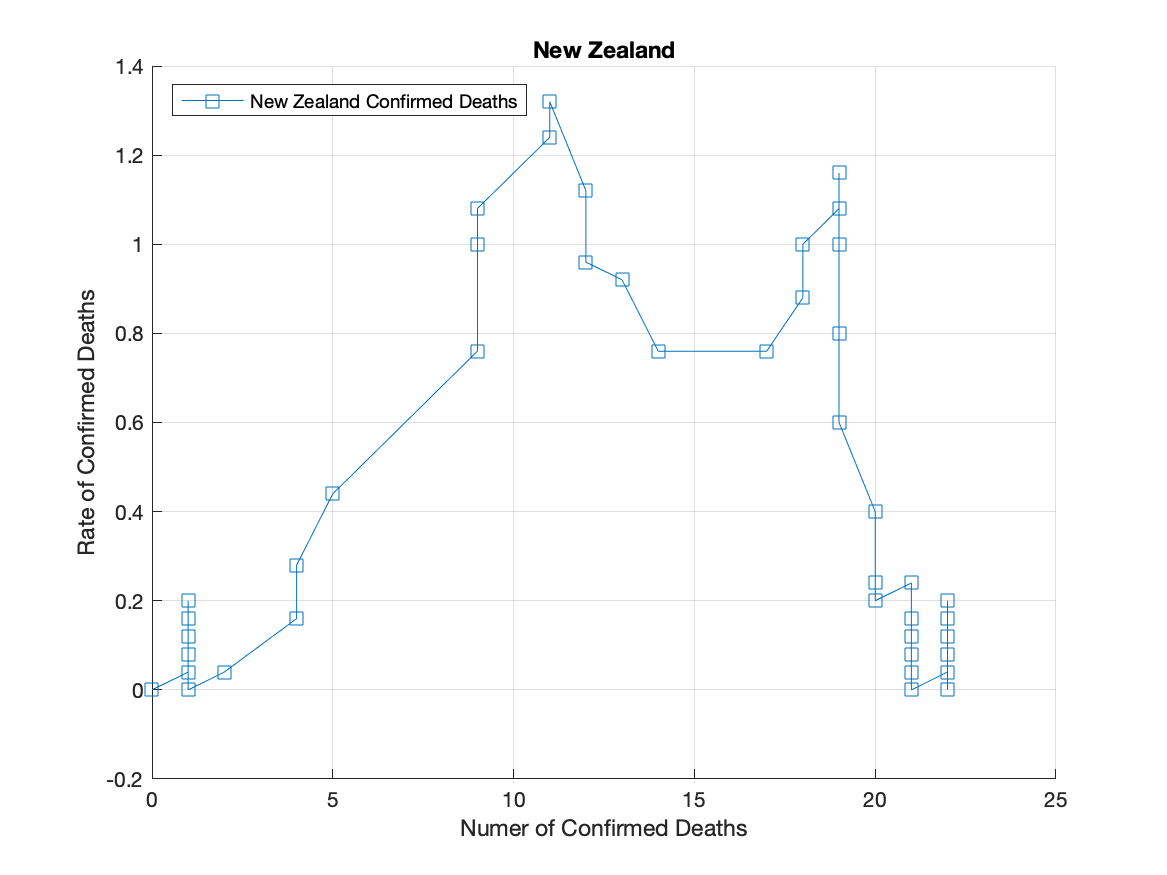 New Zealand
New Zealand Confirmed Deaths
Rate of Confirmed Deaths
1.4
1.2
1
0.8
0.6
0.4
0.2
0
-0.2
0 5 10 15 20 25
Numer of Confirmed Deaths